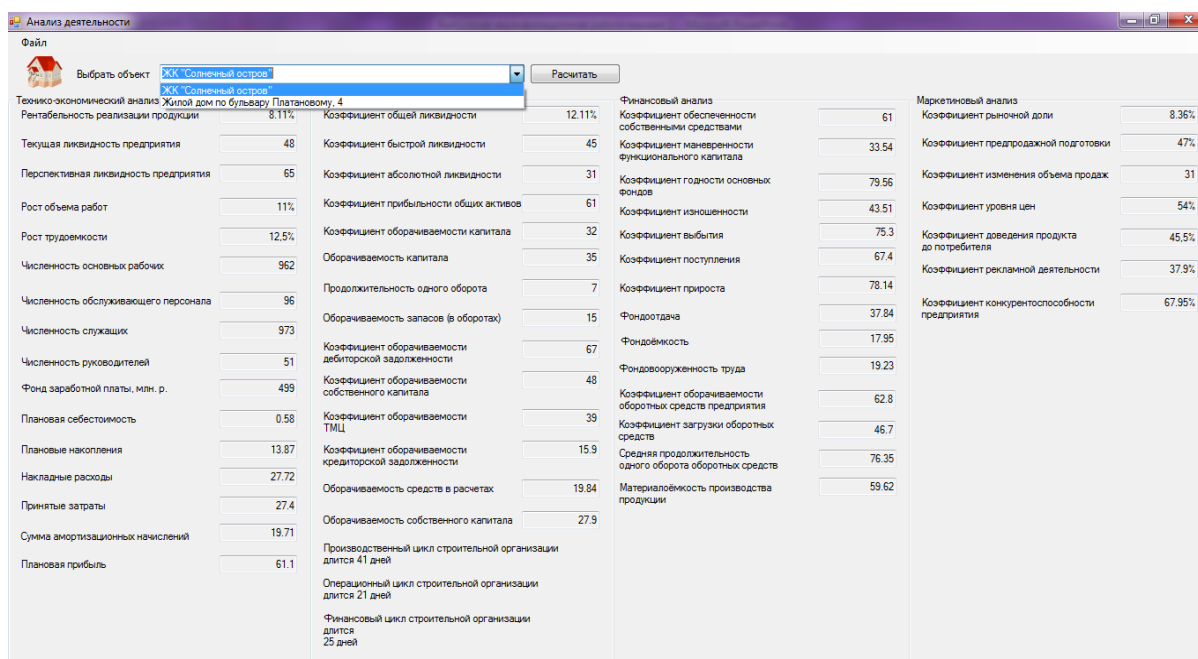 Анализ деятельности
Файл
Выбрать объект
ЖК "Солнечный остров"
Расчитать
ЖК "Солнечный остров"
Жилой дом по бульвару Платановому, 4
Технико-экономический анализ
Рентабельность реализации продукции 8.11%
Текущая ликвидность предприятия 48
Перспективная ликвидность предприятия 65
Рост объема работ 11%
Рост трудоемкости 12,5%
Численность основных рабочих 962
Численность обслуживающего персонала 96
Численность служащих 973
Численность руководителей 51
Фонд заработной платы, млн. р. 499
Плановая себестоимость 0.58
Плановые накопления 13.87
Накладные расходы 27.72
Принятые затраты 27.4
Сумма амортизационных начислений 19.71
Плановая прибыль 61.1
Коэффициент общей ликвидности 12.11%
Коэффициент быстрой ликвидности 45
Коэффициент абсолютной ликвидности 31
Коэффициент прибыльности общих активов 61
Коэффициент оборачиваемости капитала 32
Оборачиваемость капитала 35
Продолжительность одного оборота 7
Оборачиваемость запасов (в оборотах) 15
Коэффициент оборачиваемости
дебиторской задолженности 67
Коэффициент оборачиваемости
собственного капитала 48
Коэффициент оборачиваемости
ТМЦ 39
Коэффициент оборачиваемости
кредиторской задолженности 15.9
Оборачиваемость средств в расчетах 19.84
Оборачиваемость собственного капитала 27.9
Производственный цикл строительной организации
длится 41 дней
Операционный цикл строительной организации
длится 21 дней
Финансовый цикл строительной организации
длится
25 дней
Финансовый анализ
Коэффициент обеспеченности
собственными средствами 61
Коэффициент маневренности
функционального капитала 33.54
Коэффициент годности основных
фондов 79.56
Коэффициент изношенности 43.51
Коэффициент выбытия 75.3
Коэффициент поступления 67.4
Коэффициент прироста 78.14
Фондоотдача 37.84
Фондоёмкость 17.95
Фондовооруженность труда 19.23
Коэффициент оборачиваемости
оборотных средств предприятия 62.8
Коэффициент загрузки оборотных
средств 46.7
Средняя продолжительность
одного оборота оборотных средств 76.35
Материалоёмкость производства
продукции 59.62
Маркетиновый анализ
Коэффициент рыночной доли 8.36%
Коэффициент предпродажной подготовки 47%
Коэффициент изменения объема продаж 31
Коэффициент уровня цен 54%
Коэффициент доведения продукта
до потребителя 45,5%
Коэффициент рекламной деятельности 37.9%
Коэффициент конкурентоспособности
предприятия 67.95%